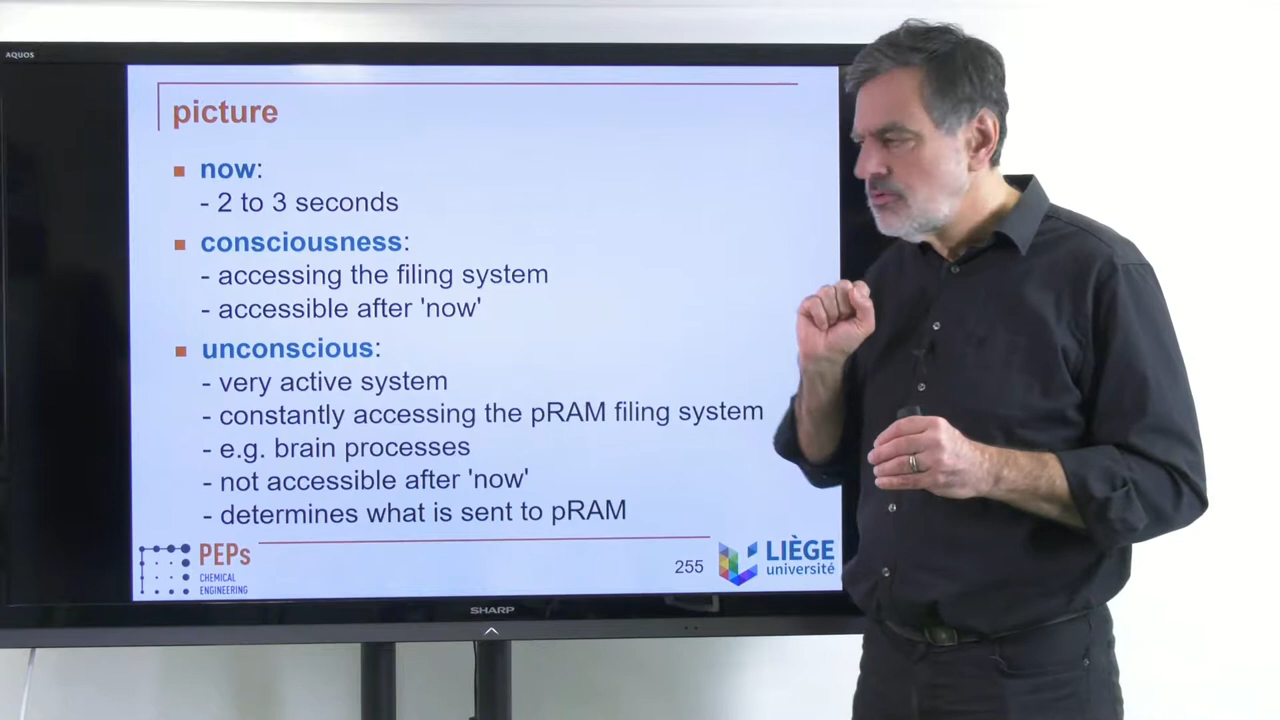 AQUOS
picture
now:
- 2 to 3 seconds
consciousness:
- accessing the filing system
- accessible after 'now'
unconscious:
- very active system
- constantly accessing the pRAM filing system
- e.g. brain processes
- not accessible after 'now'
- determines what is sent to pRAM
PEPs
CHEMICAL
ENGINEERING
255
LIÈGE
université
SHARP